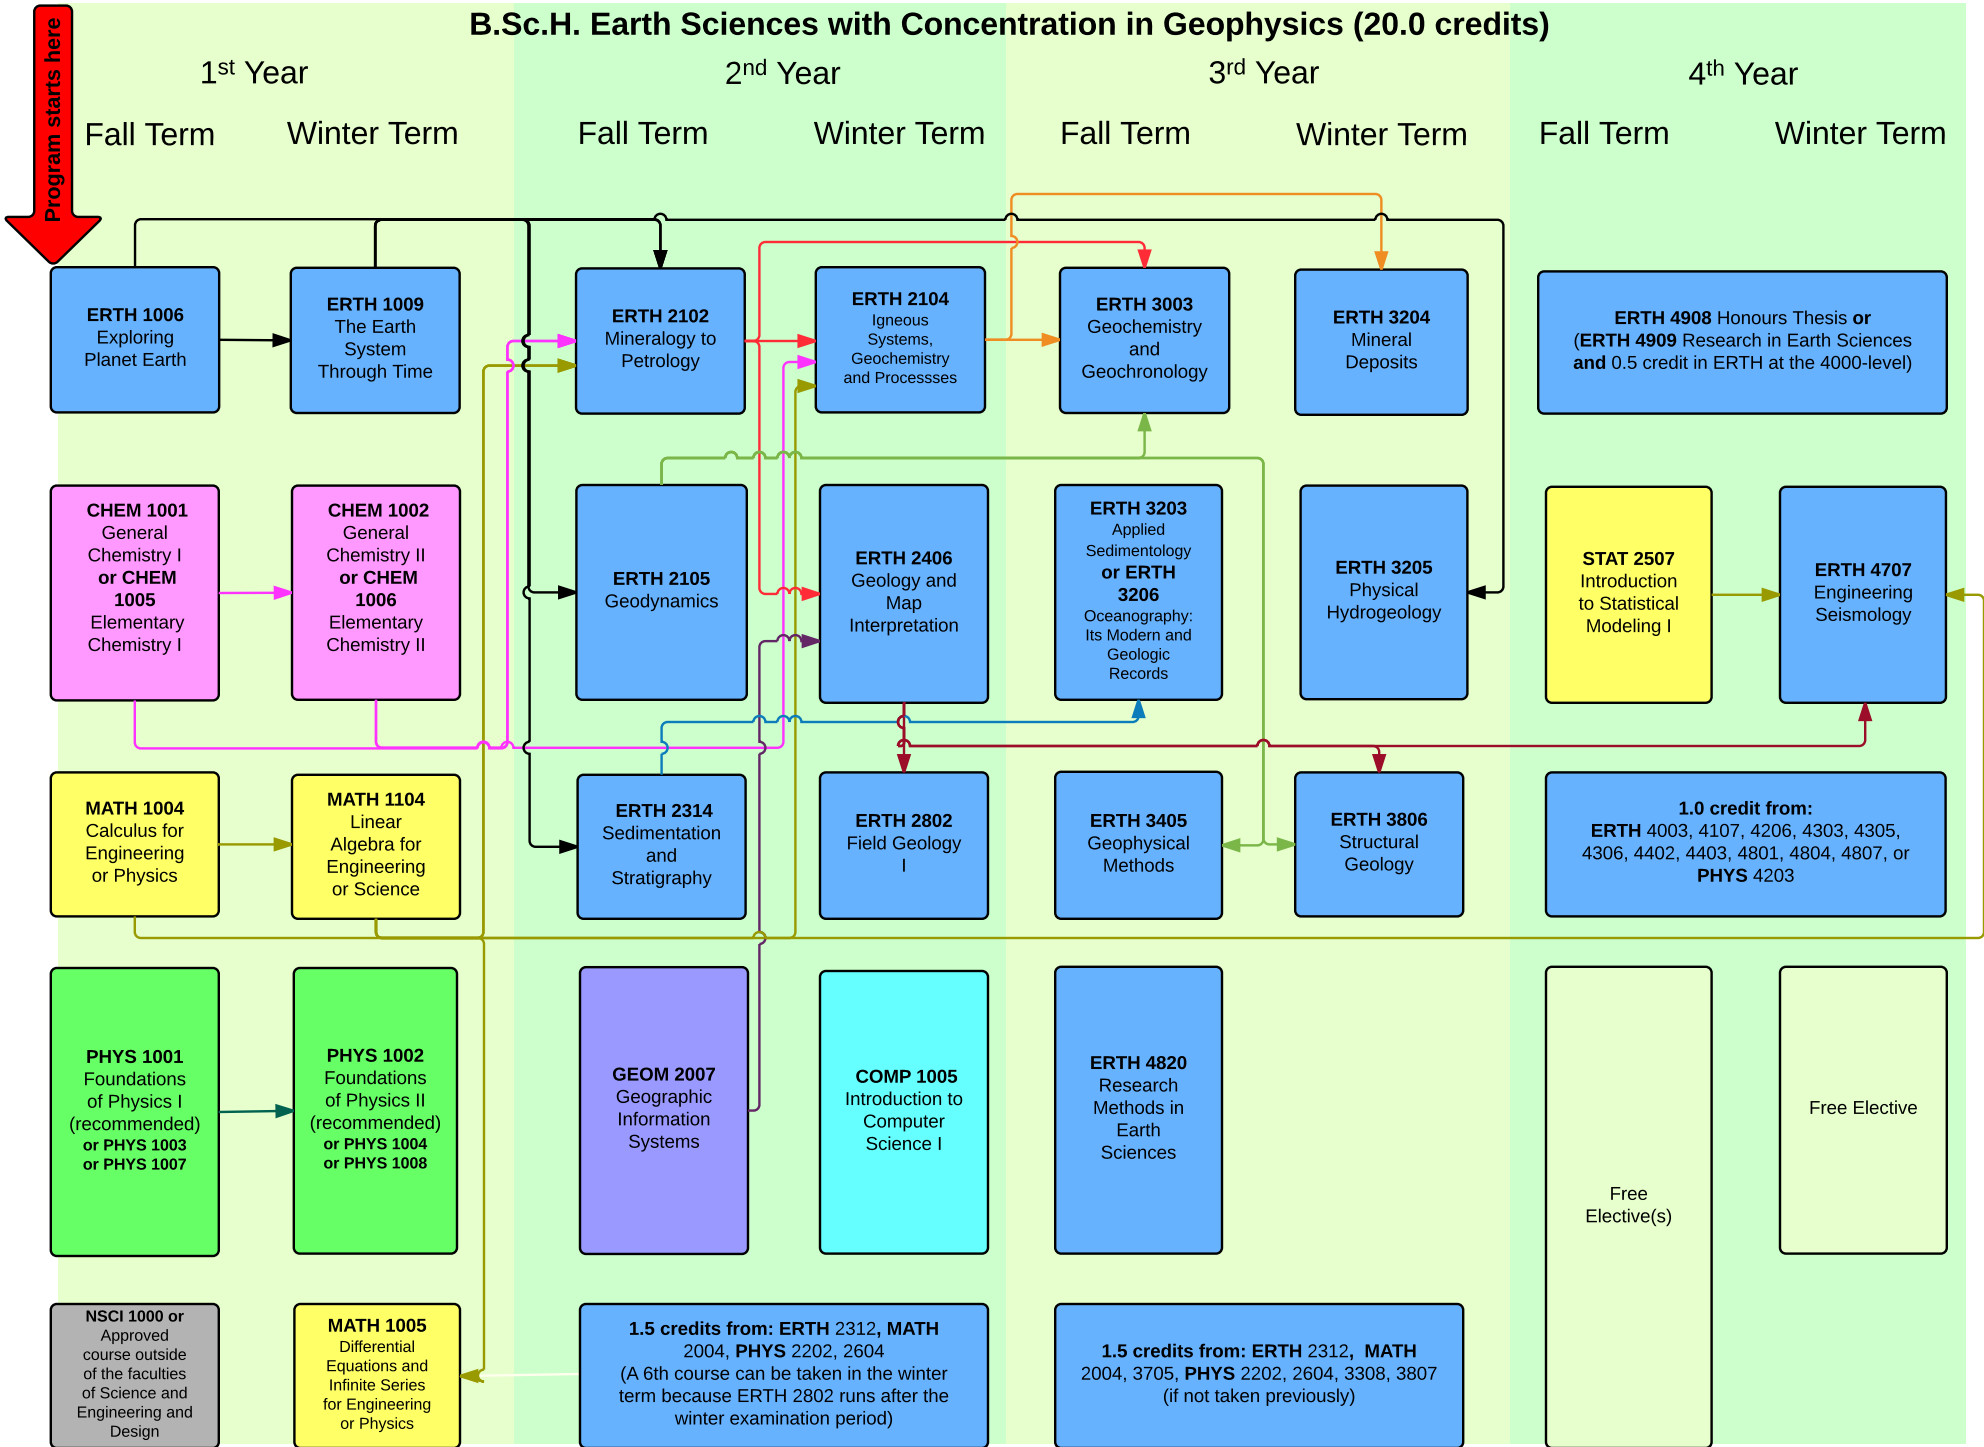 Program starts here
B.Sc.H. Earth Sciences with Concentration in Geophysics (20.0 credits)
1st Year
2nd Year
3rd Year
4th Year
Fall Term
Winter Term
Fall Term
Winter Term
Fall Term
Winter Term
Fall Term
Winter Term
ERTH 1006
Exploring
Planet Earth
ERTH 1009
The Earth
System
Through Time
ERTH 2102
Mineralogy to
Petrology
ERTH 2104
Igneous
Systems,
Geochemistry
and Processses
ERTH 3003
Geochemistry
and
Geochronology
ERTH 3204
Mineral
Deposits
ERTH 4908 Honours Thesis or
(ERTH 4909 Research in Earth Sciences
and 0.5 credit in ERTH at the 4000-level)
CHEM 1001
General
Chemistry I
or CHEM
1005
Elementary
Chemistry I
CHEM 1002
General
Chemistry II
or CHEM
1006
Elementary
Chemistry II
ERTH 2105
Geodynamics
ERTH 2406
Geology and
Map
Interpretation
ERTH 3203
Applied
Sedimentology
or ERTH
3206
Oceanography:
Its Modern and
Geologic
Records
ERTH 3205
Physical
Hydrogeology
STAT 2507
Introduction
to Statistical
Modeling I
ERTH 4707
Engineering
Seismology
MATH 1004
Calculus for
Engineering
or Physics
MATH 1104
Linear
Algebra for
Engineering
or Science
ERTH 2314
Sedimentation
and
Stratigraphy
ERTH 2802
Field Geology
I
ERTH 3405
Geophysical
Methods
ERTH 3806
Structural
Geology
1.0 credit from:
ERTH 4003, 4107, 4206, 4303, 4305,
4306, 4402, 4403, 4801, 4804, 4807, or
PHYS 4203
PHYS 1001
Foundations
of Physics I
(recommended)
or PHYS 1003
or PHYS 1007
PHYS 1002
Foundations
of Physics II
(recommended)
or PHYS 1004
or PHYS 1008
GEOM 2007
Geographic
Information
Systems
COMP 1005
Introduction to
Computer
Science I
ERTH 4820
Research
Methods in
Earth
Sciences
Free
Elective(s)
Free Elective
NSCI 1000 or
Approved
course outside
of the faculties
of Science and
Engineering and
Design
MATH 1005
Differential
Equations and
Infinite Series
for Engineering
or Physics
1.5 credits from: ERTH 2312, MATH
2004, PHYS 2202, 2604
(A 6th course can be taken in the winter
term because ERTH 2802 runs after the
winter examination period)
1.5 credits from: ERTH 2312, MATH
2004, 3705, PHYS 2202, 2604, 3308, 3807
(if not taken previously)